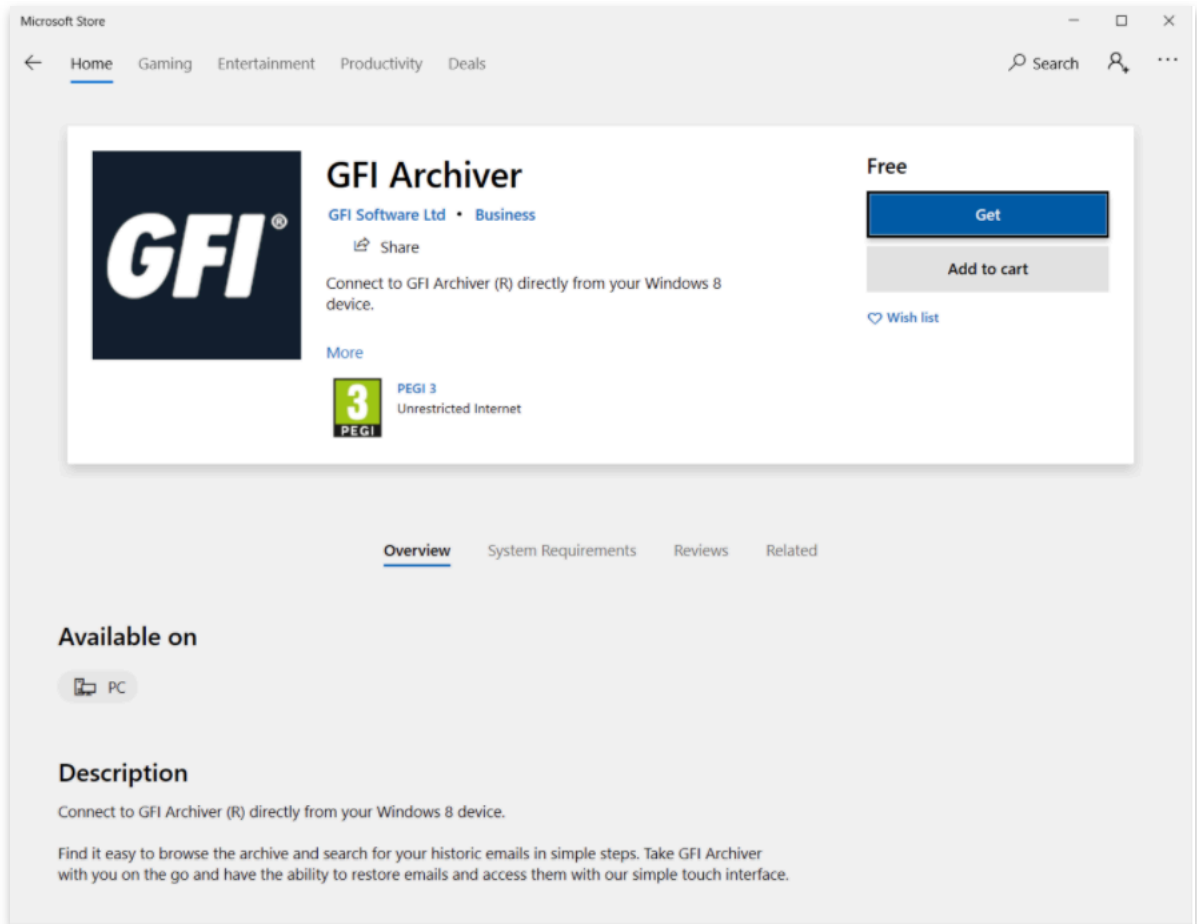 Microsoft Store
Home Gaming Entertainment Productivity Deals Search
GFI®
GFI Archiver
GFI Software Ltd • Business
Share
Connect to GFI Archiver (R) directly from your Windows 8
device.
More
3
PEGI
PEGI 3
Unrestricted Internet
Free
Get
Add to cart
Wish list
Overview System Requirements Reviews Related
Available on
PC
Description
Connect to GFI Archiver (R) directly from your Windows 8 device.
Find it easy to browse the archive and search for your historic emails in simple steps. Take GFI Archiver
with you on the go and have the ability to restore emails and access them with our simple touch interface.